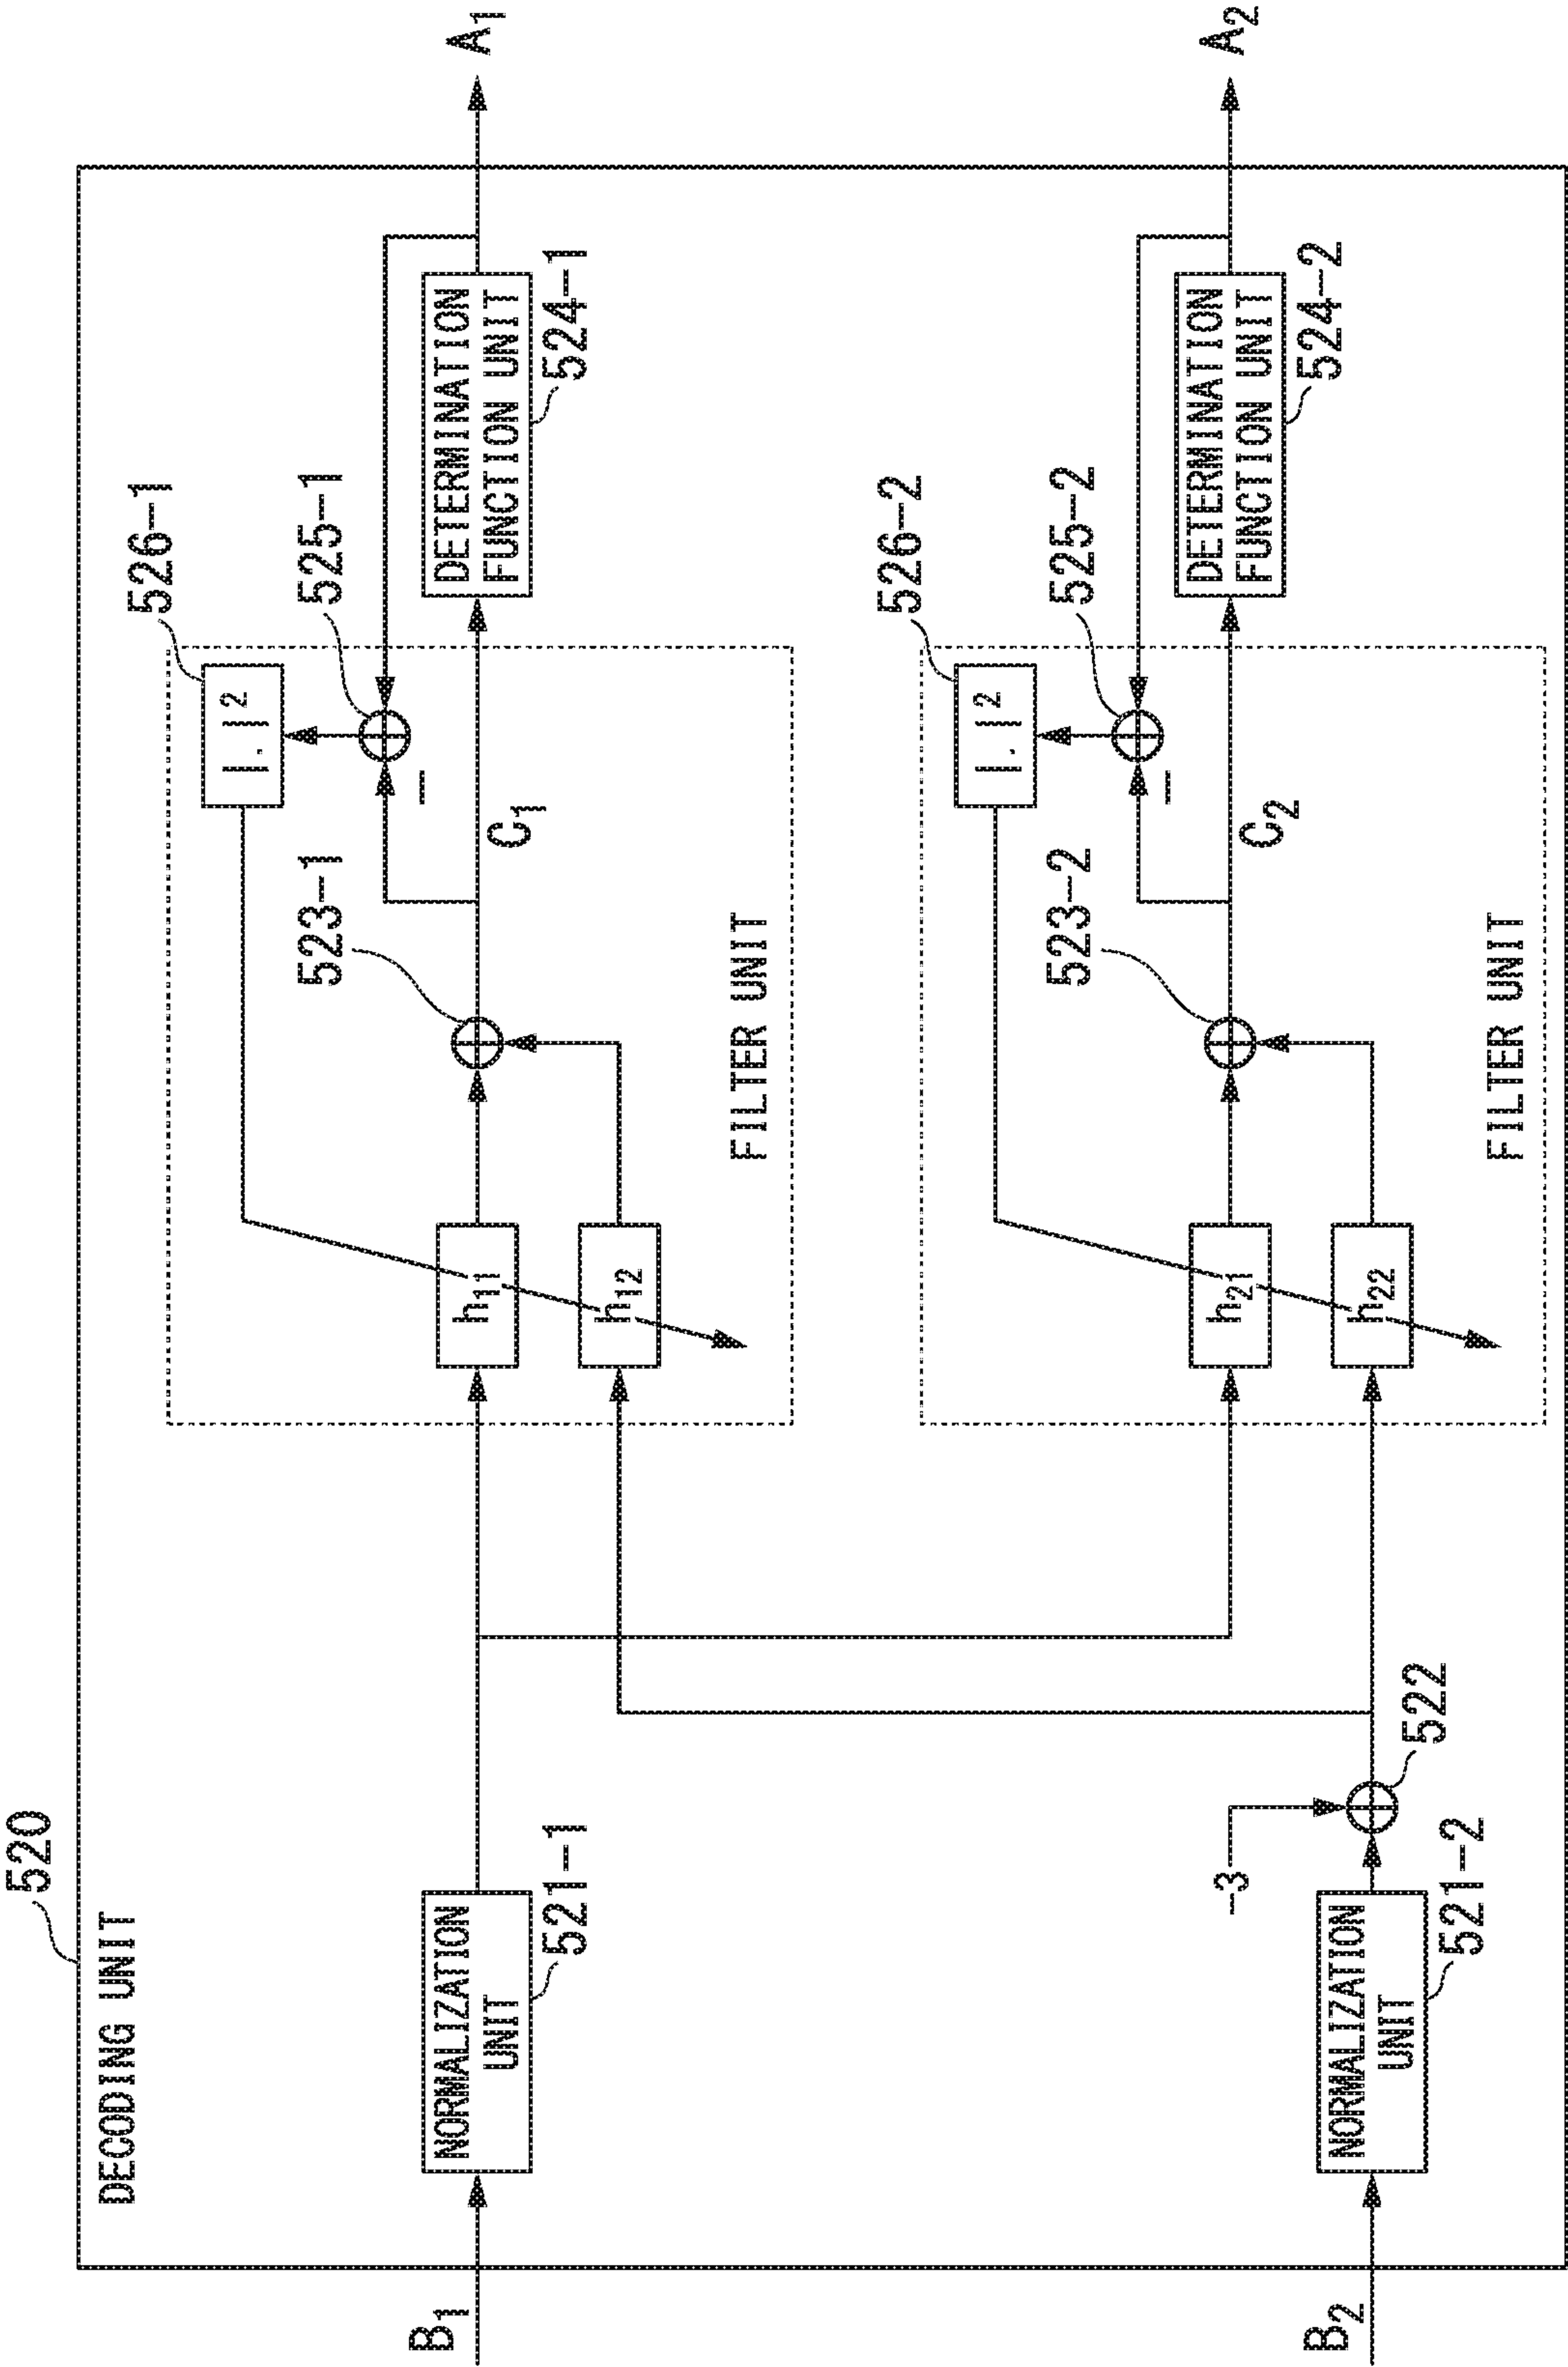 520
DECODING UNIT
B1
NORMALIZATION
UNIT
521-1
B2
NORMALIZATION
UNIT
521-2
-3
522
h11
h12
523-1
C1
-
525-1
|.|2
526-1
FILTER UNIT
DETERMINATION
FUNCTION UNIT
524-1
A1
h21
h22
523-2
C2
-
525-2
|.|2
526-2
FILTER UNIT
DETERMINATION
FUNCTION UNIT
524-2
A2